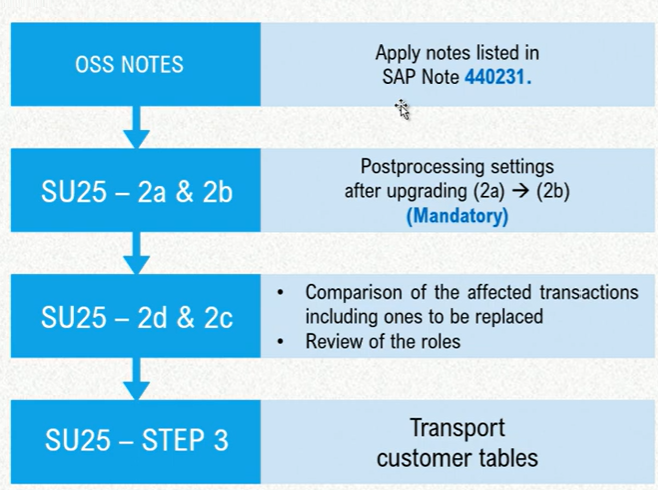 OSS NOTES
Apply notes listed in
SAP Note 440231.
SU25 – 2a & 2b
Postprocessing settings
after upgrading (2a) → (2b)
(Mandatory)
SU25 – 2d & 2c
• Comparison of the affected transactions
including ones to be replaced
• Review of the roles
SU25 – STEP 3
Transport
customer tables